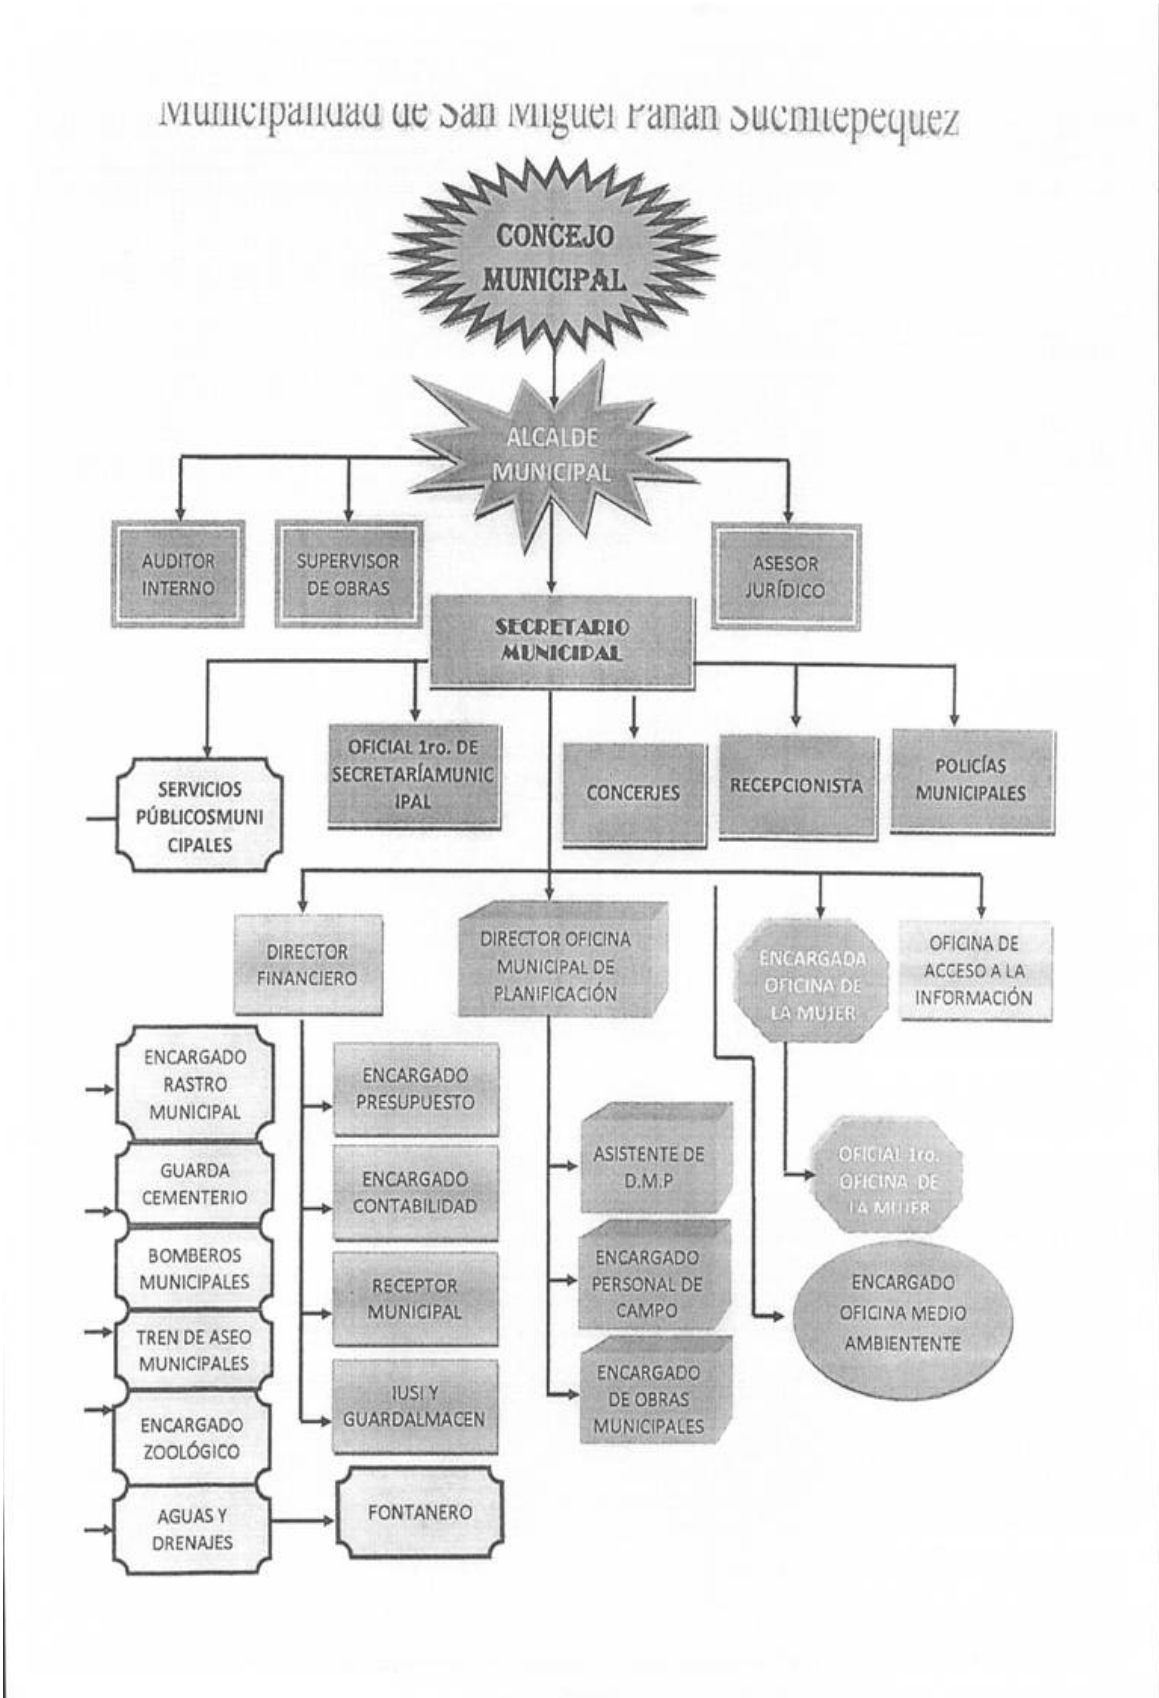 Municipalidad de San Miguel Panan Suchitepequez
CONCEJO
MUNICIPAL
ALCALDE
MUNICIPAL
AUDITOR
INTERNO
SUPERVISOR
DE OBRAS
ASESOR
JURÍDICO
SECRETARIO
MUNICIPAL
SERVICIOS
PÚBLICOSMUNI
CIPALES
OFICIAL 1ro. DE
SECRETARÍAMUNIC
IPAL
CONCERJES
RECEPCIONISTA
POLICÍAS
MUNICIPALES
DIRECTOR
FINANCIERO
DIRECTOR OFICINA
MUNICIPAL DE
PLANIFICACIÓN
ENCARGADA
OFICINA DE
LA MUJER
OFICINA DE
ACCESO A LA
INFORMACIÓN
ENCARGADO
RASTRO
MUNICIPAL
GUARDA
CEMENTERIO
BOMBEROS
MUNICIPALES
TREN DE ASEO
MUNICIPALES
ENCARGADO
ZOOLÓGICO
AGUAS Y
DRENAJES
ENCARGADO
PRESUPUESTO
ENCARGADO
CONTABILIDAD
RECEPTOR
MUNICIPAL
IUSI Y
GUARDALMACEN
FONTANERO
ASISTENTE DE
D.M.P
ENCARGADO
PERSONAL DE
CAMPO
ENCARGADO
DE OBRAS
MUNICIPALES
OFICIAL 1ro.
OFICINA DE
LA MUJER
ENCARGADO
OFICINA MEDIO
AMBIENTENTE